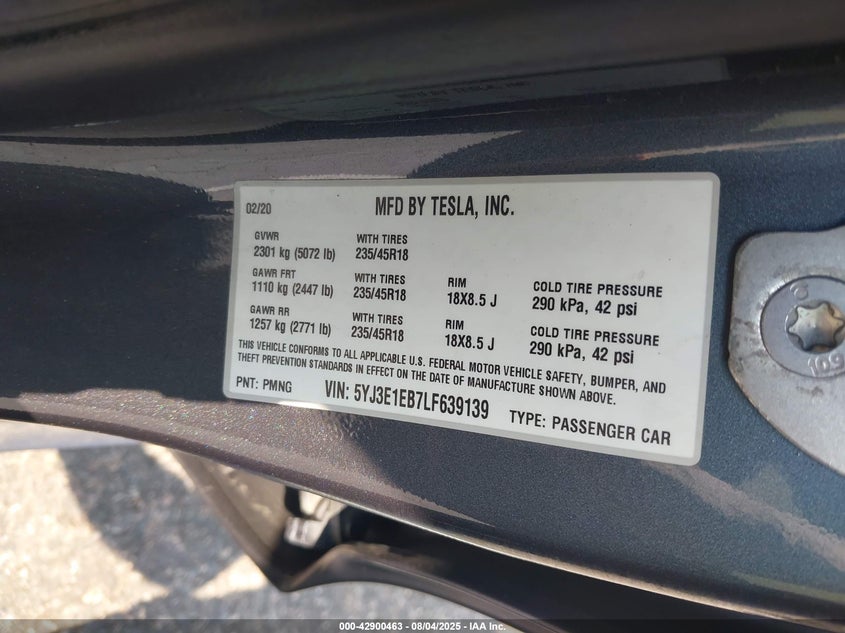 02/20 MFD BY TESLA, INC.
GVWR WITH TIRES
2301 kg (5072 lb) 235/45R18
GAWR FRT WITH TIRES RIM COLD TIRE PRESSURE
1110 kg (2447 lb) 235/45R18 18X8.5 J 290 kPa, 42 psi
GAWR RR WITH TIRES RIM COLD TIRE PRESSURE
1257 kg (2771 lb) 235/45R18 18X8.5 J 290 kPa, 42 psi
THIS VEHICLE CONFORMS TO ALL APPLICABLE U.S. FEDERAL MOTOR VEHICLE SAFETY, BUMPER, AND
THEFT PREVENTION STANDARDS IN EFFECT ON THE DATE OF MANUFACTURE SHOWN ABOVE.
PNT: PMNG VIN: 5YJ3E1EB7LF639139 TYPE: PASSENGER CAR
109
000-42900463 - 08/04/2025 - IAA Inc.